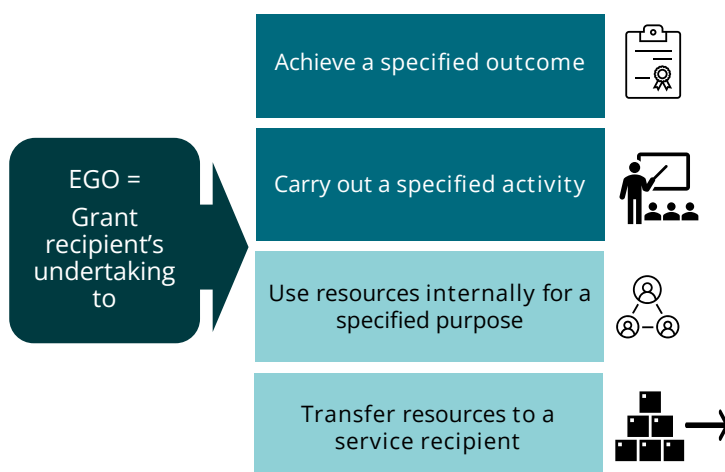 EGO =
Grant
recipient's
undertaking
to
Achieve a specified outcome
Carry out a specified activity
Use resources internally for a
specified purpose
Transfer resources to a
service recipient